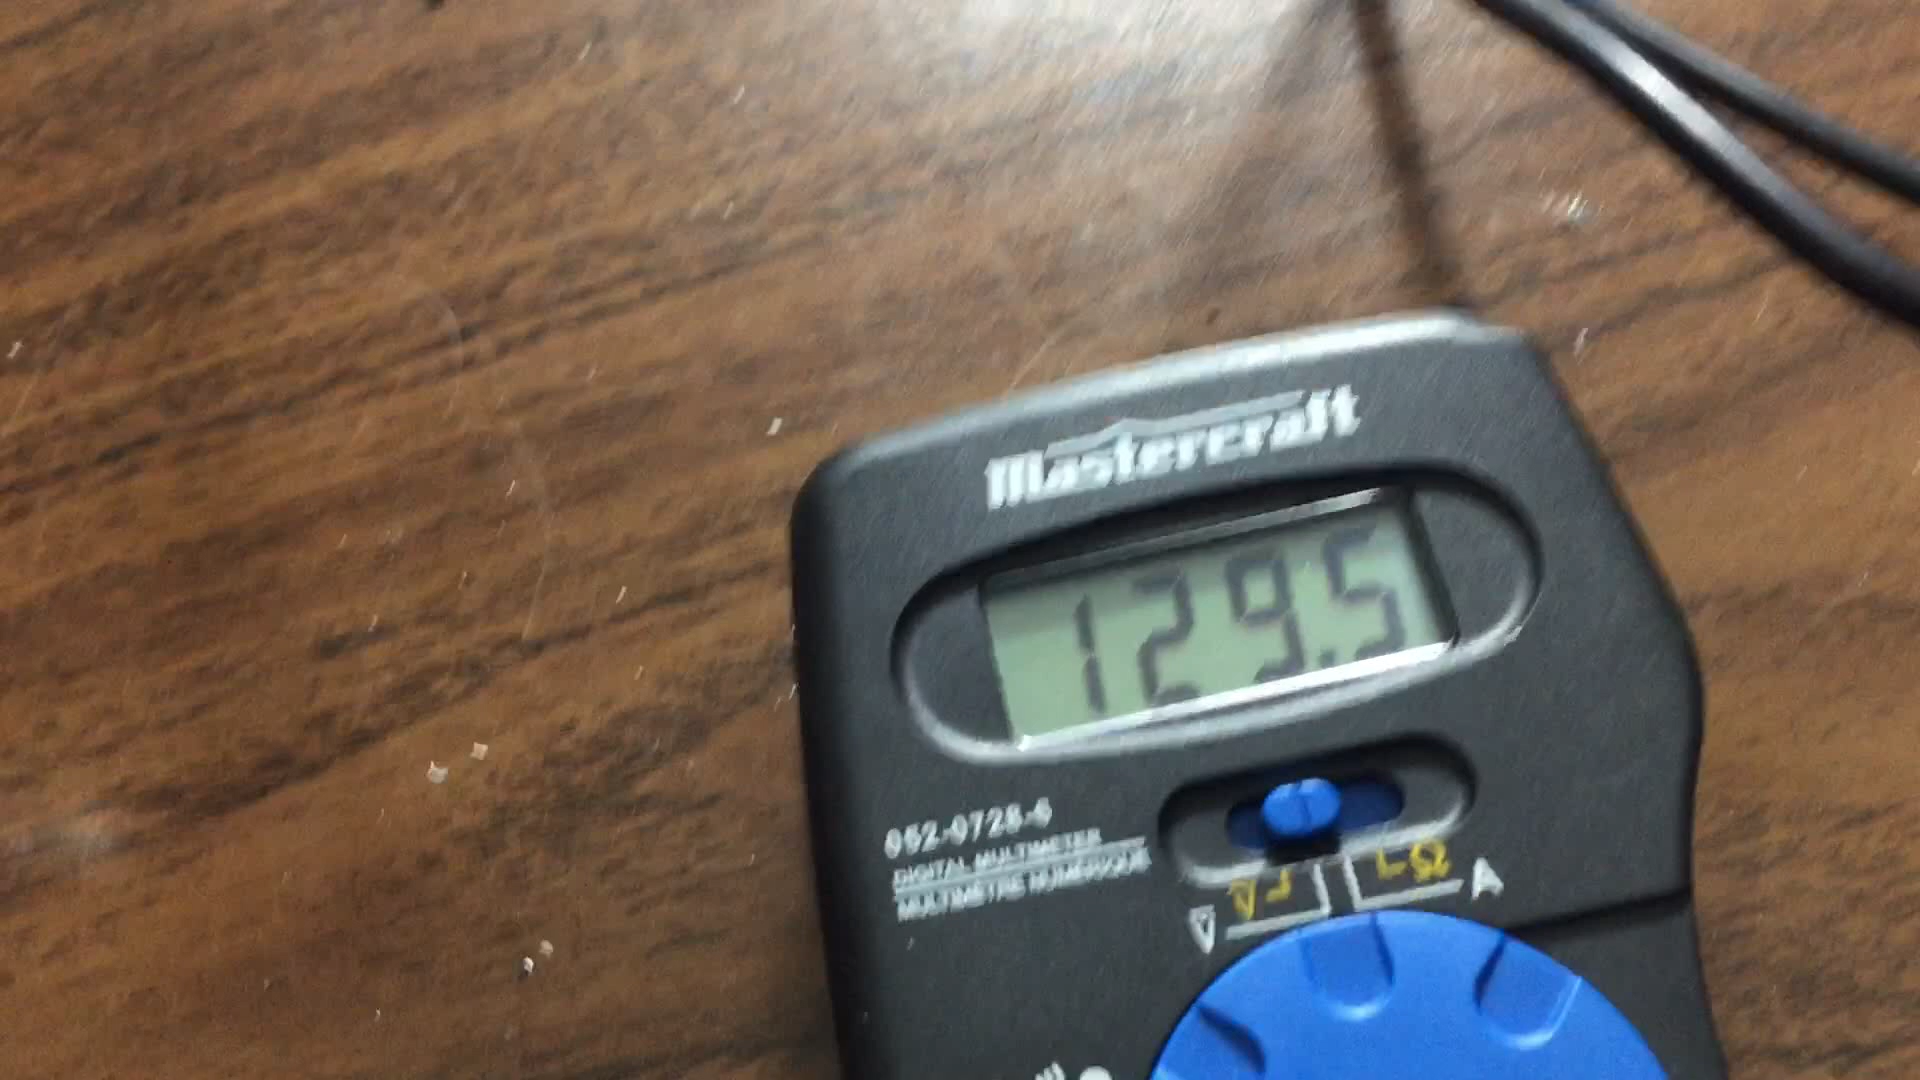 Mastercraft
129.5
052-0728-6
DIGITAL MULTIMETER
MULTIMÈTRE NUMÉRIQUE
A